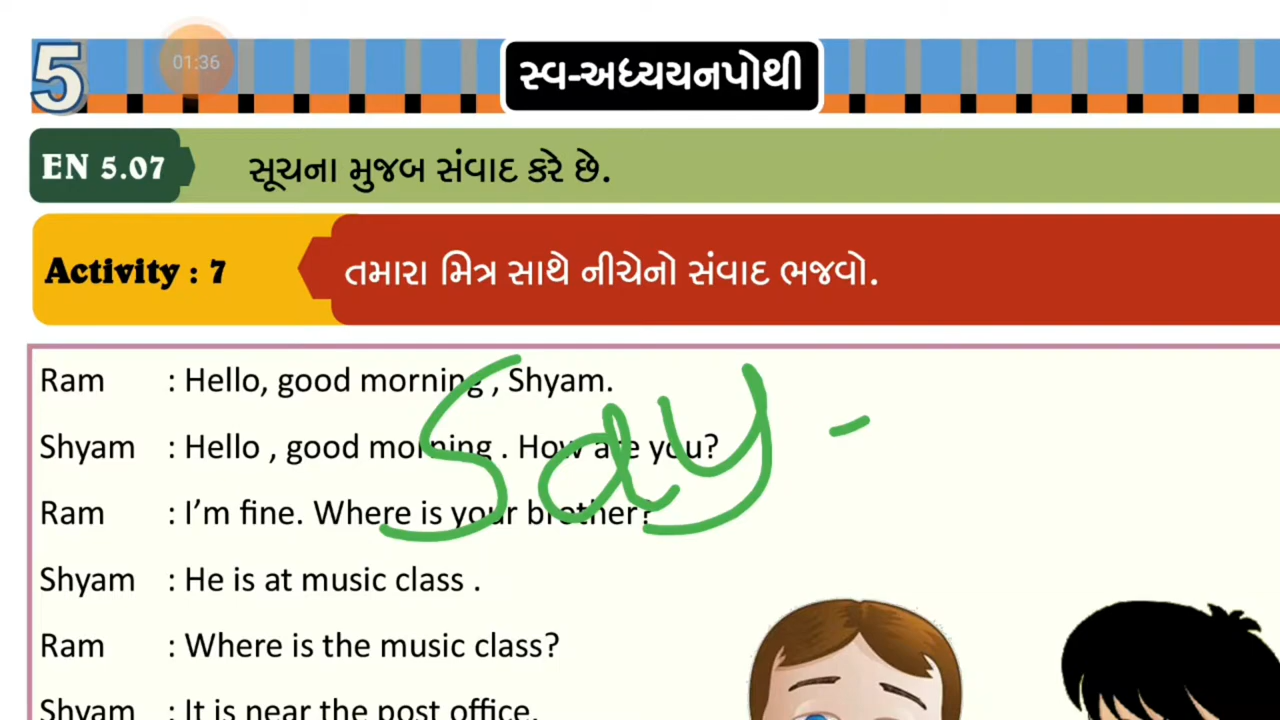 5
01:36
સ્વ-અધ્યયનપોથી
EN 5.07 સૂચના મુજબ સંવાદ કરે છે.
Activity : 7 તમારા મિત્ર સાથે નીચેનો સંવાદ ભજવો.
Ram : Hello, good morning , Shyam.
Shyam : Hello , good morning . How are you?
Ram : I’m fine. Where is your brother?
Say -
Shyam : He is at music class .
Ram : Where is the music class?
Shyam : It is near the post office.